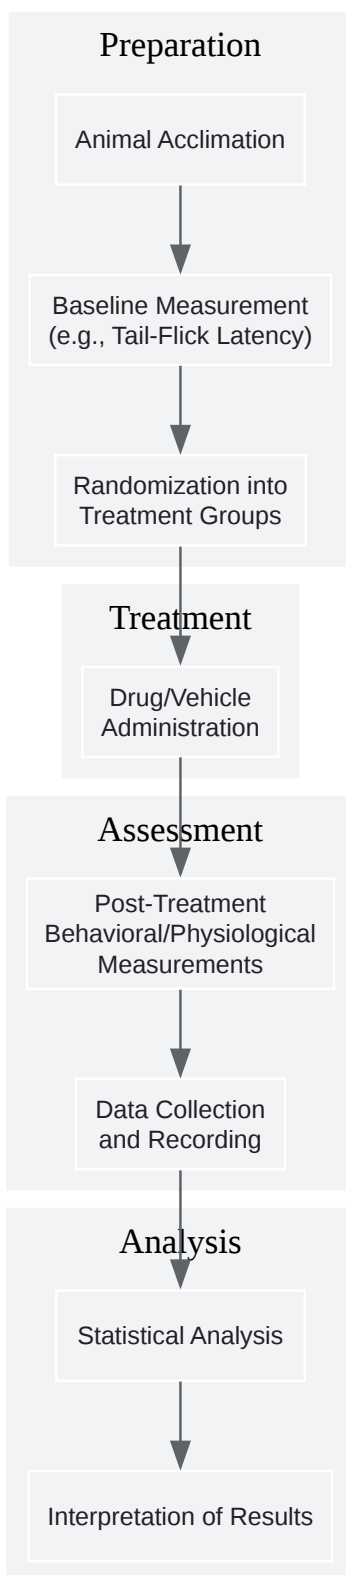 Preparation
Animal Acclimation
Baseline Measurement
(e.g., Tail-Flick Latency)
Randomization into
Treatment Groups
Treatment
Drug/Vehicle
Administration
Assessment
Post-Treatment
Behavioral/Physiological
Measurements
Data Collection
and Recording
Analysis
Statistical Analysis
Interpretation of Results